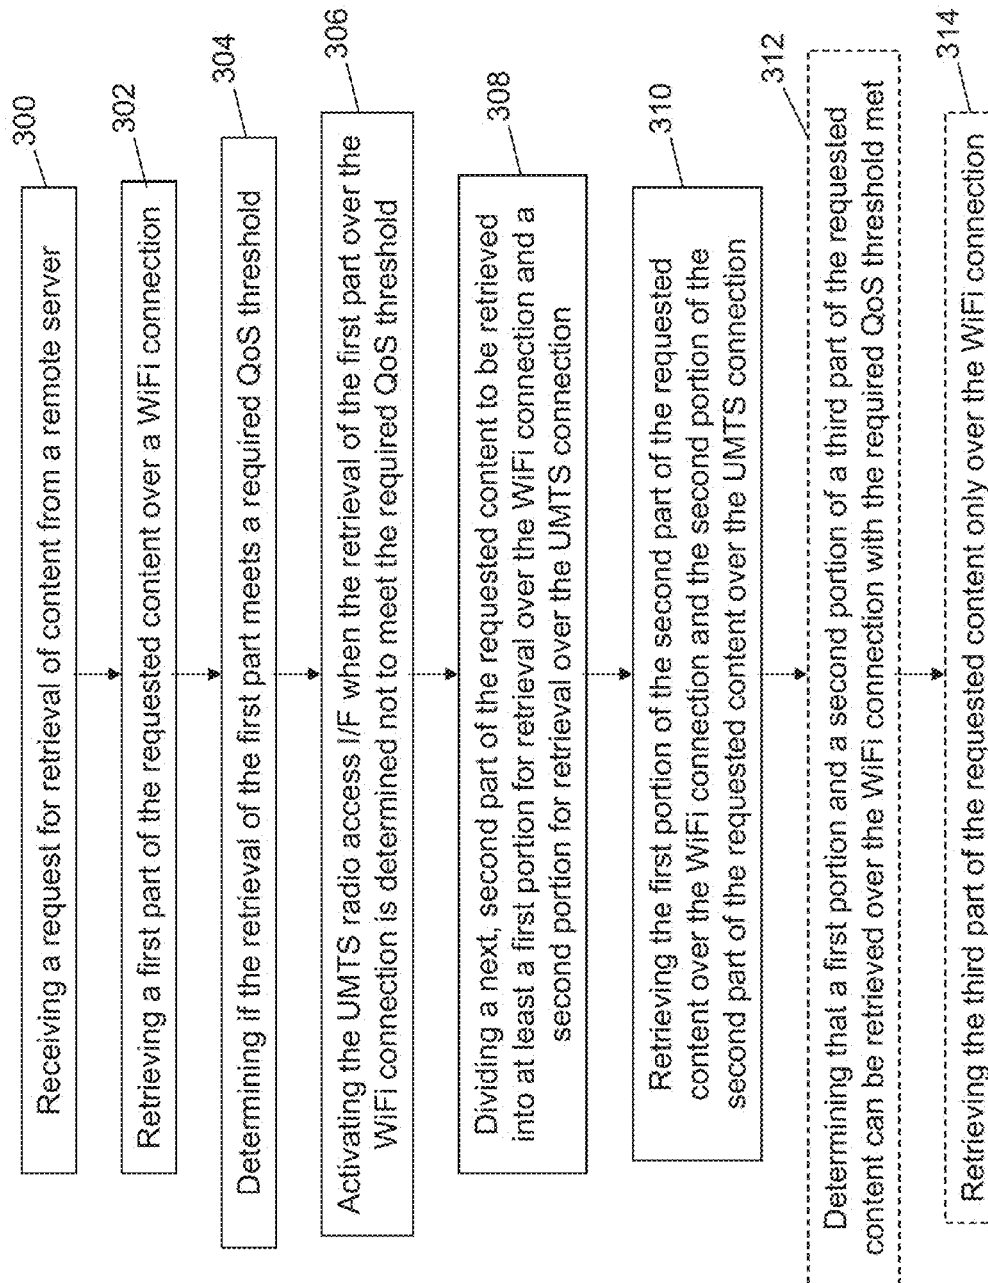 300
Receiving a request for retrieval of content from a remote server
302
Retrieving a first part of the requested content over a WiFi connection
304
Determining if the retrieval of the first part meets a required QoS threshold
306
Activating the UMTS radio access I/F when the retrieval of the first part over the
WiFi connection is determined not to meet the required QoS threshold
308
Dividing a next, second part of the requested content to be retrieved
into at least a first portion for retrieval over the WiFi connection and a
second portion for retrieval over the UMTS connection
310
Retrieving the first portion of the second part of the requested
content over the WiFi connection and the second portion of the
second part of the requested content over the UMTS connection
312
Determining that a first portion and a second portion of a third part of the requested
content can be retrieved over the WiFi connection with the required QoS threshold met
314
Retrieving the third part of the requested content only over the WiFi connection